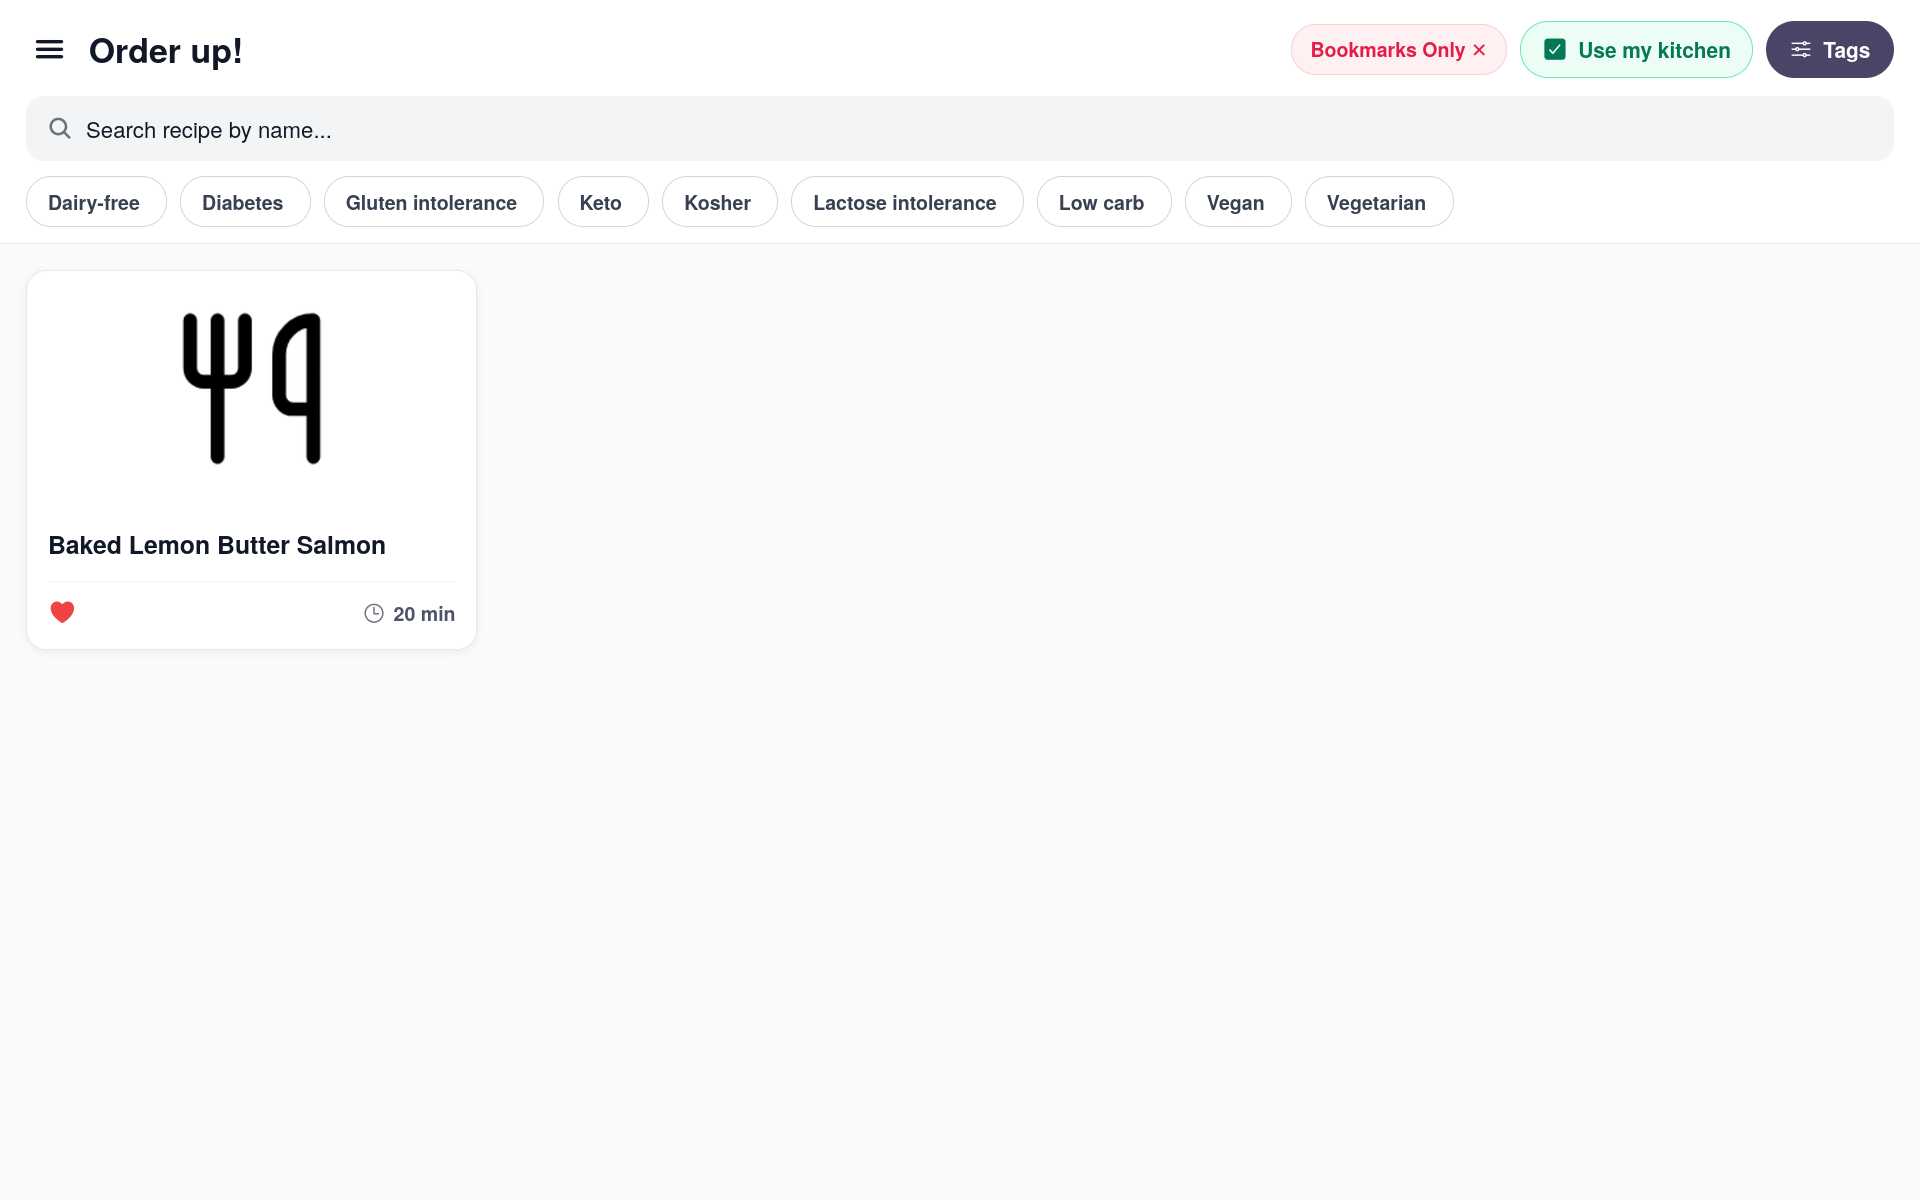 Order up!
Bookmarks Only ✕
Use my kitchen
Tags
Search recipe by name...
Dairy-free
Diabetes
Gluten intolerance
Keto
Kosher
Lactose intolerance
Low carb
Vegan
Vegetarian
Baked Lemon Butter Salmon
20 min